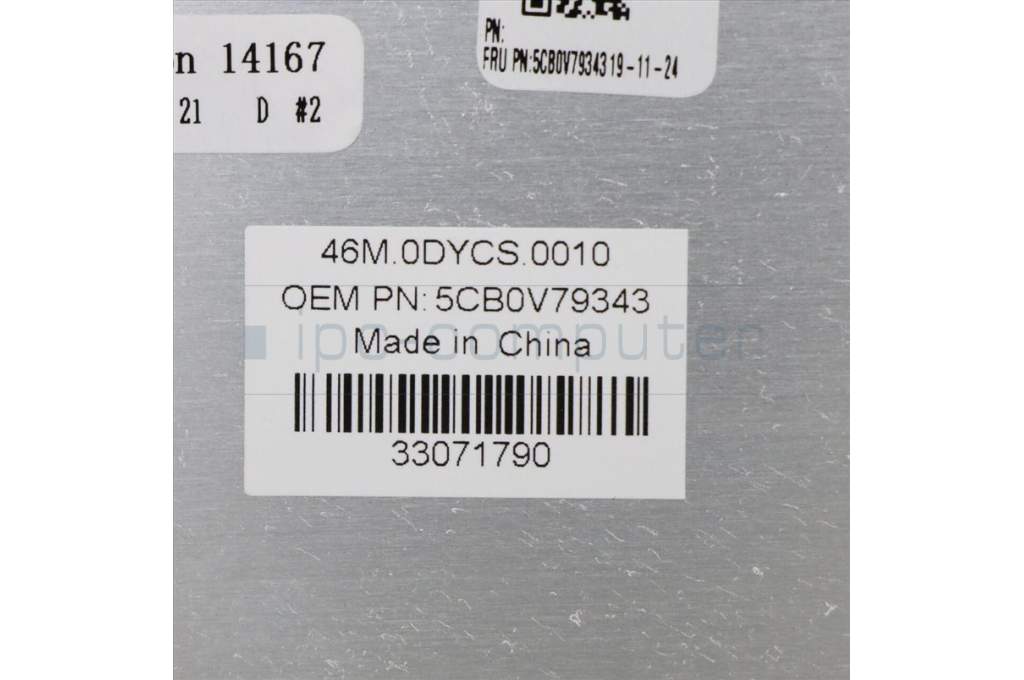 n 14167
21 D #2
PN:
FRU PN:5CB0V7934319-11-24
46M.0DYCS.0010
OEM PN: 5CB0V79343
ipc-computer
Made in China
33071790